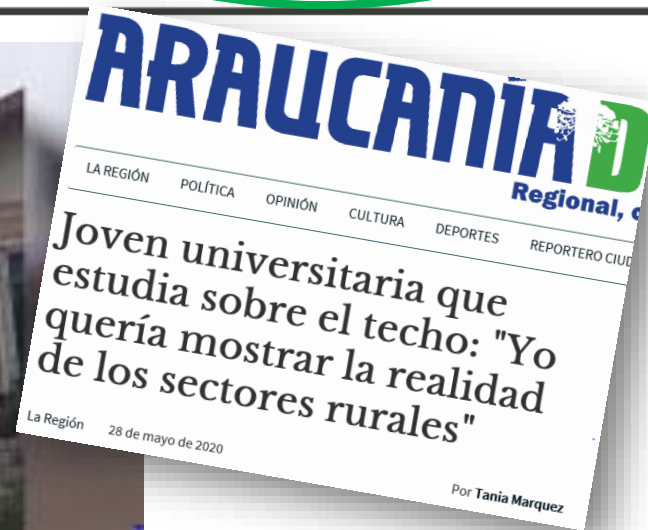 ARAUCANÍA
Regional,
LA REGIÓN POLÍTICA OPINIÓN CULTURA DEPORTES REPORTERO
Joven universitaria que
estudia sobre el techo: "Yo
quería mostrar la realidad
de los sectores rurales"
La Región 28 de mayo de 2020
Por Tania Marquez